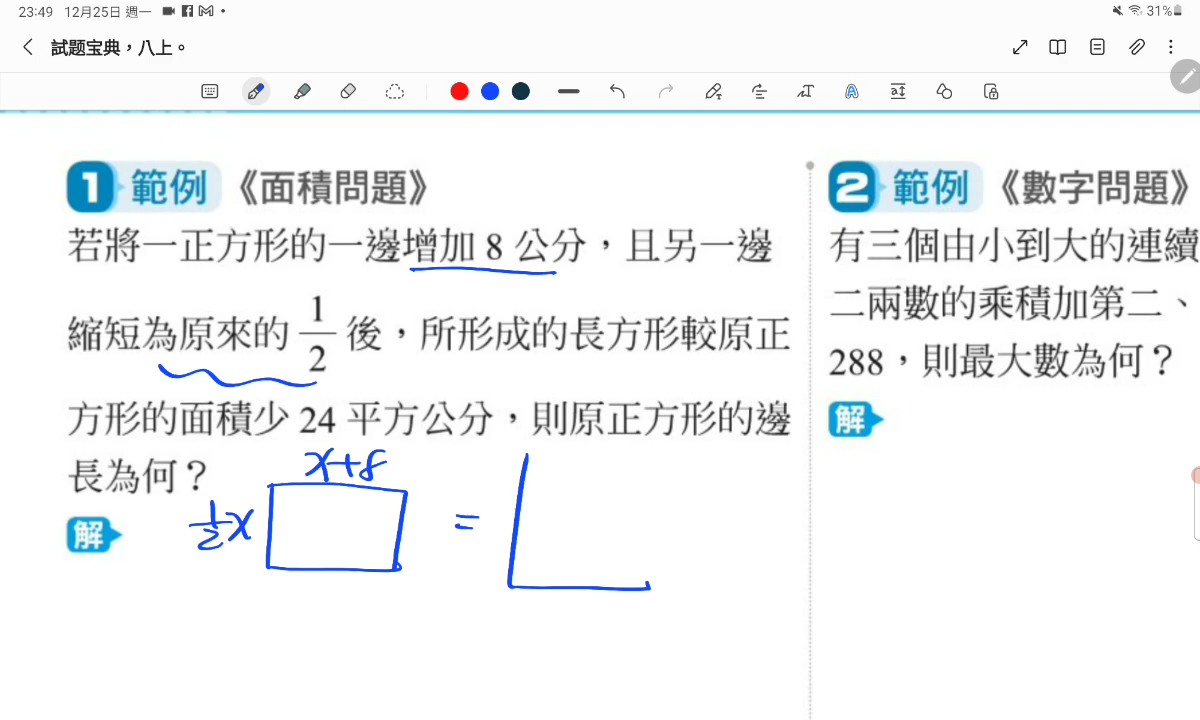 23:49 12月25日 週一
31%
試题宝典，八上。
1 範例 《面積問題》
若將一正方形的一邊增加 8 公分，且另一邊
縮短為原來的 1/2 後，所形成的長方形較原正
方形的面積少 24 平方公分，則原正方形的邊
長為何？
解
x+8
1/2 x
=
2 範例 《數字問題》
有三個由小到大的連續
二兩數的乘積加第二、
288，則最大數為何？
解